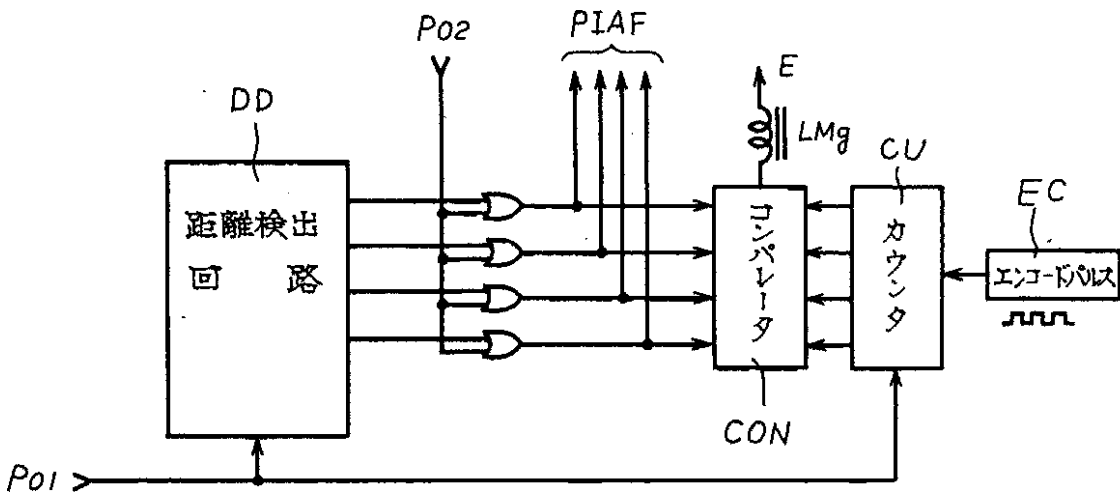 PO2
PIAF
E
DD
LMg
CU
EC
距離検出
回路
コンパレータ
カウンタ
エンコードパルス
CON
PO1